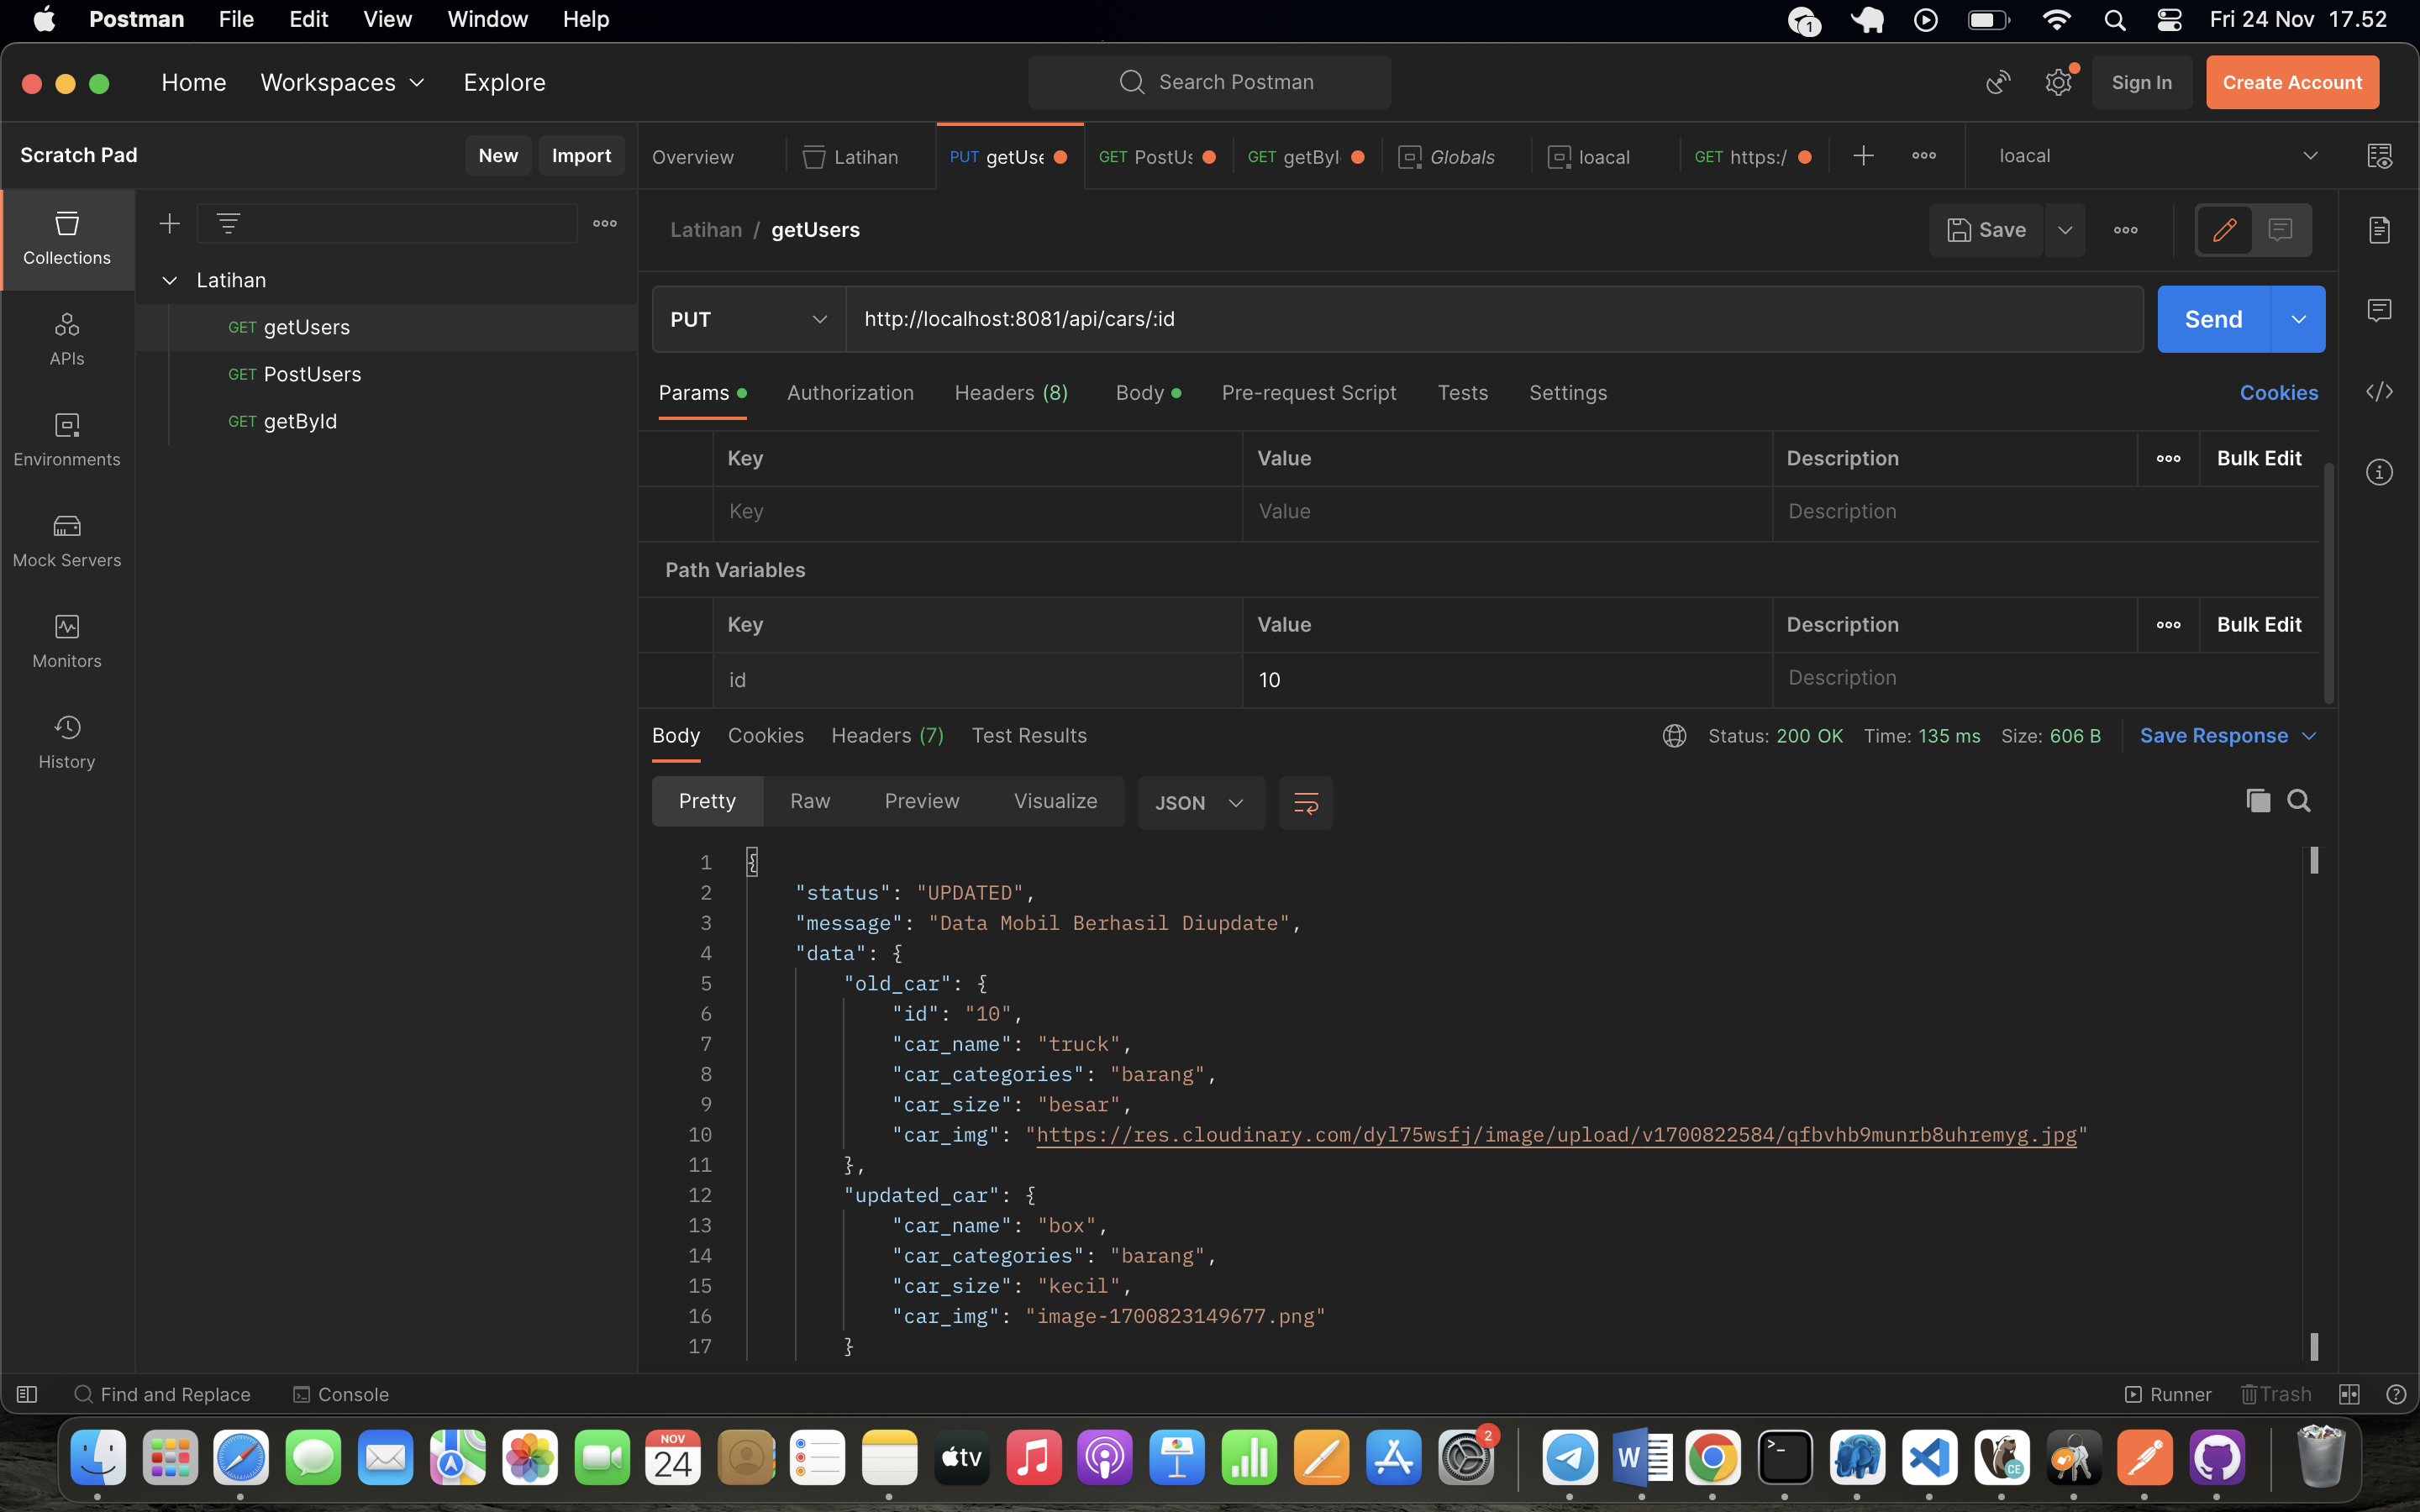 Postman File Edit View Window Help
1
Fri 24 Nov 17.52
Home Workspaces Explore
Search Postman
Sign In
Create Account
Scratch Pad
New
Import
Overview
Latihan
PUT getUse
GET PostUs
GET getByI
Globals
loacal
GET https:/
loacal
Collections
APIs
Environments
Mock Servers
Monitors
History
Latihan
GET getUsers
GET PostUsers
GET getById
Latihan / getUsers
Save
PUT
http://localhost:8081/api/cars/:id
Send
Params
Authorization
Headers (8)
Body
Pre-request Script
Tests
Settings
Cookies
Key Value Description Bulk Edit
Key Value Description
Path Variables
Key Value Description Bulk Edit
id 10 Description
Body Cookies Headers (7) Test Results
Status: 200 OK Time: 135 ms Size: 606 B
Save Response
Pretty Raw Preview Visualize
JSON
1 {
2 "status": "UPDATED",
3 "message": "Data Mobil Berhasil Diupdate",
4 "data": {
5 "old_car": {
6 "id": "10",
7 "car_name": "truck",
8 "car_categories": "barang",
9 "car_size": "besar",
10 "car_img": "https://res.cloudinary.com/dyl75wsfj/image/upload/v1700822584/qfbvhb9munrb8uhremyg.jpg"
11 },
12 "updated_car": {
13 "car_name": "box",
14 "car_categories": "barang",
15 "car_size": "kecil",
16 "car_img": "image-1700823149677.png"
17 }
Find and Replace
Console
Runner
Trash
NOV
24
tv
2
W
>_
CE